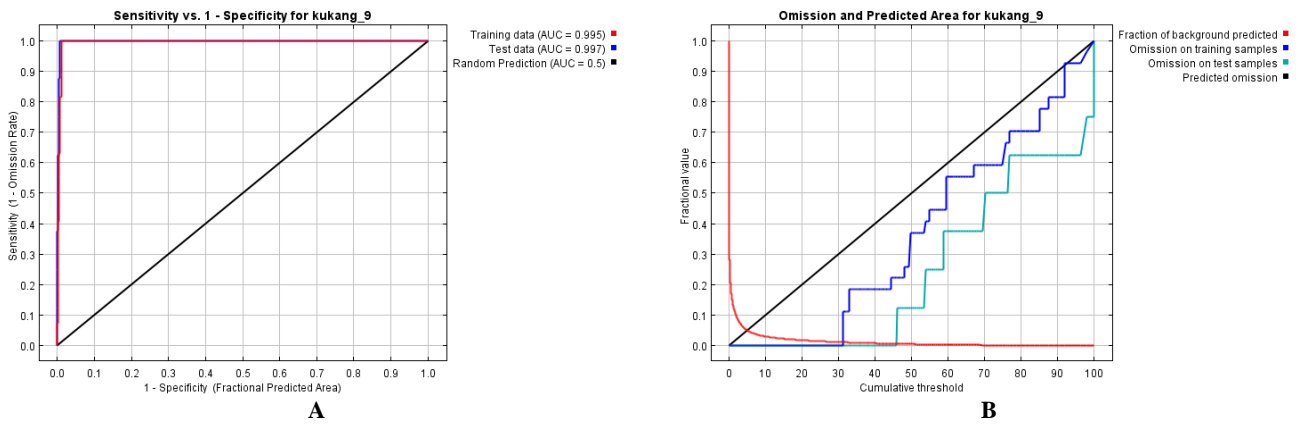 Sensitivity vs. 1 - Specificity for kukang_9
Training data (AUC = 0.995)
Test data (AUC = 0.997)
Random Prediction (AUC = 0.5)
Sensitivity (1 - Omission Rate)
1.0
0.9
0.8
0.7
0.6
0.5
0.4
0.3
0.2
0.1
0.0
0.0 0.1 0.2 0.3 0.4 0.5 0.6 0.7 0.8 0.9 1.0
1 - Specificity (Fractional Predicted Area)
A
Omission and Predicted Area for kukang_9
Fraction of background predicted
Omission on training samples
Omission on test samples
Predicted omission
Fractional value
1.0
0.9
0.8
0.7
0.6
0.5
0.4
0.3
0.2
0.1
0.0
0 10 20 30 40 50 60 70 80 90 100
Cumulative threshold
B